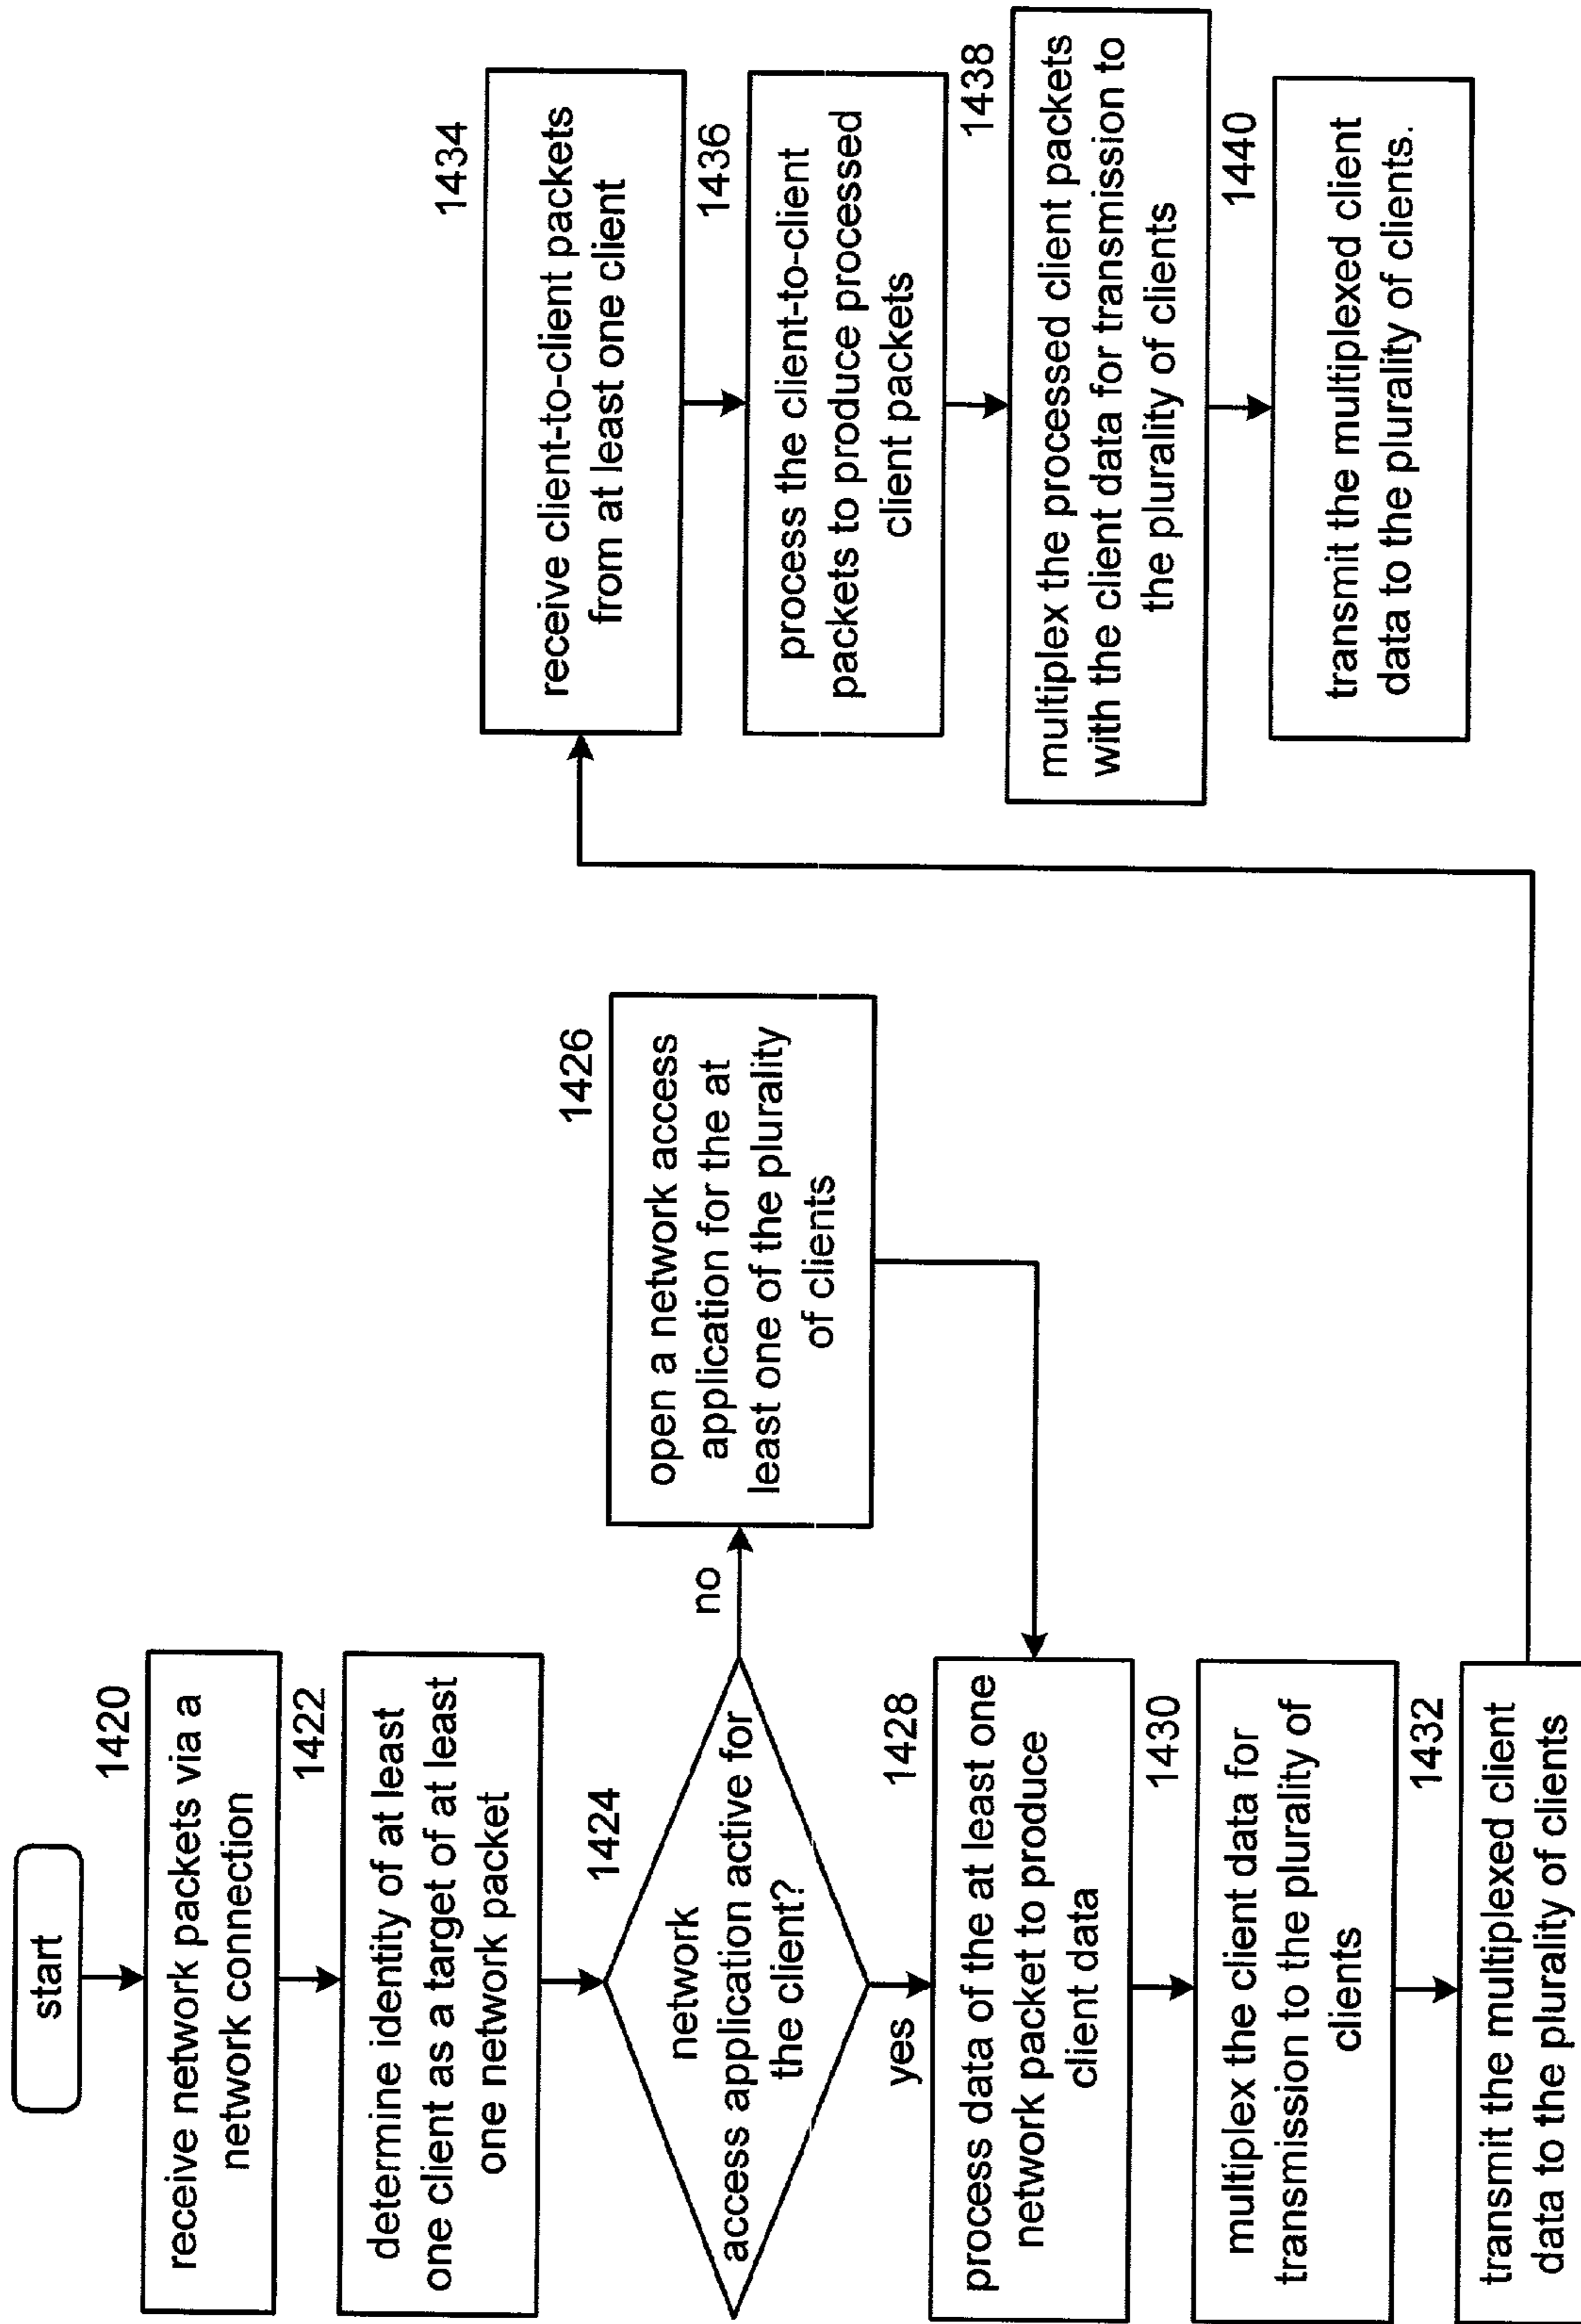 start
1420
receive network packets via a
network connection
1422
determine identity of at least
one client as a target of at least
one network packet
1424
network
access application active for
the client?
no
yes
1426
open a network access
application for the at
least one of the plurality
of clients
1428
process data of the at least one
network packet to produce
client data
1430
multiplex the client data for
transmission to the plurality of
clients
1432
transmit the multiplexed client
data to the plurality of clients
1434
receive client-to-client packets
from at least one client
1436
process the client-to-client
packets to produce processed
client packets
1438
multiplex the processed client packets
with the client data for transmission to
the plurality of clients
1440
transmit the multiplexed client
data to the plurality of clients.